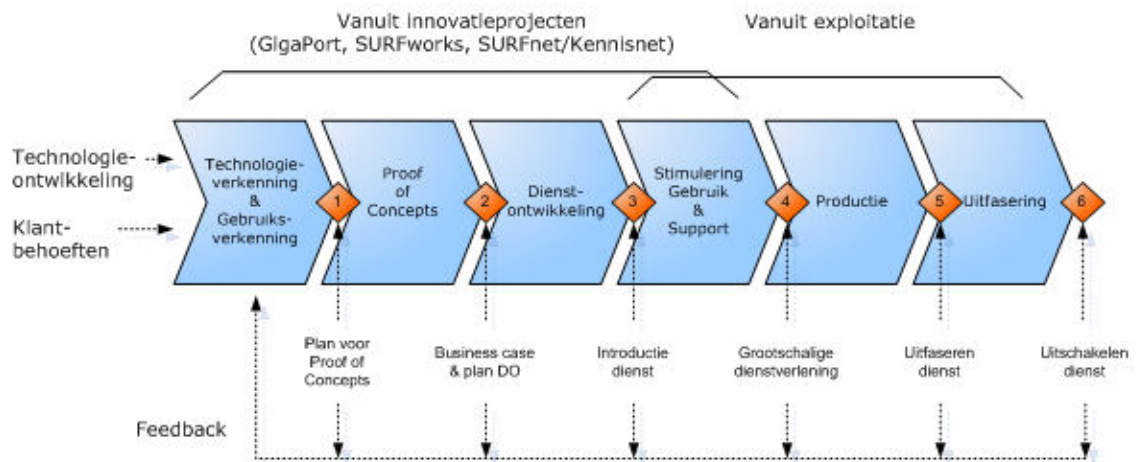 Vanuit innovatieprojecten
(GigaPort, SURFworks, SURFnet/Kennisnet)
Vanuit exploitatie
Technologie-
ontwikkeling
Klant-
behoeften
Technologie-
verkenning
&
Gebruiks-
verkenning
1
Proof
of
Concepts
2
Dienst-
ontwikkeling
3
Stimulering
Gebruik
&
Support
4
Productie
5
Uitfasering
6
Plan voor
Proof of
Concepts
Business case
& plan DO
Introductie
dienst
Grootschalige
dienstverlening
Uitfaseren
dienst
Uitschakelen
dienst
Feedback